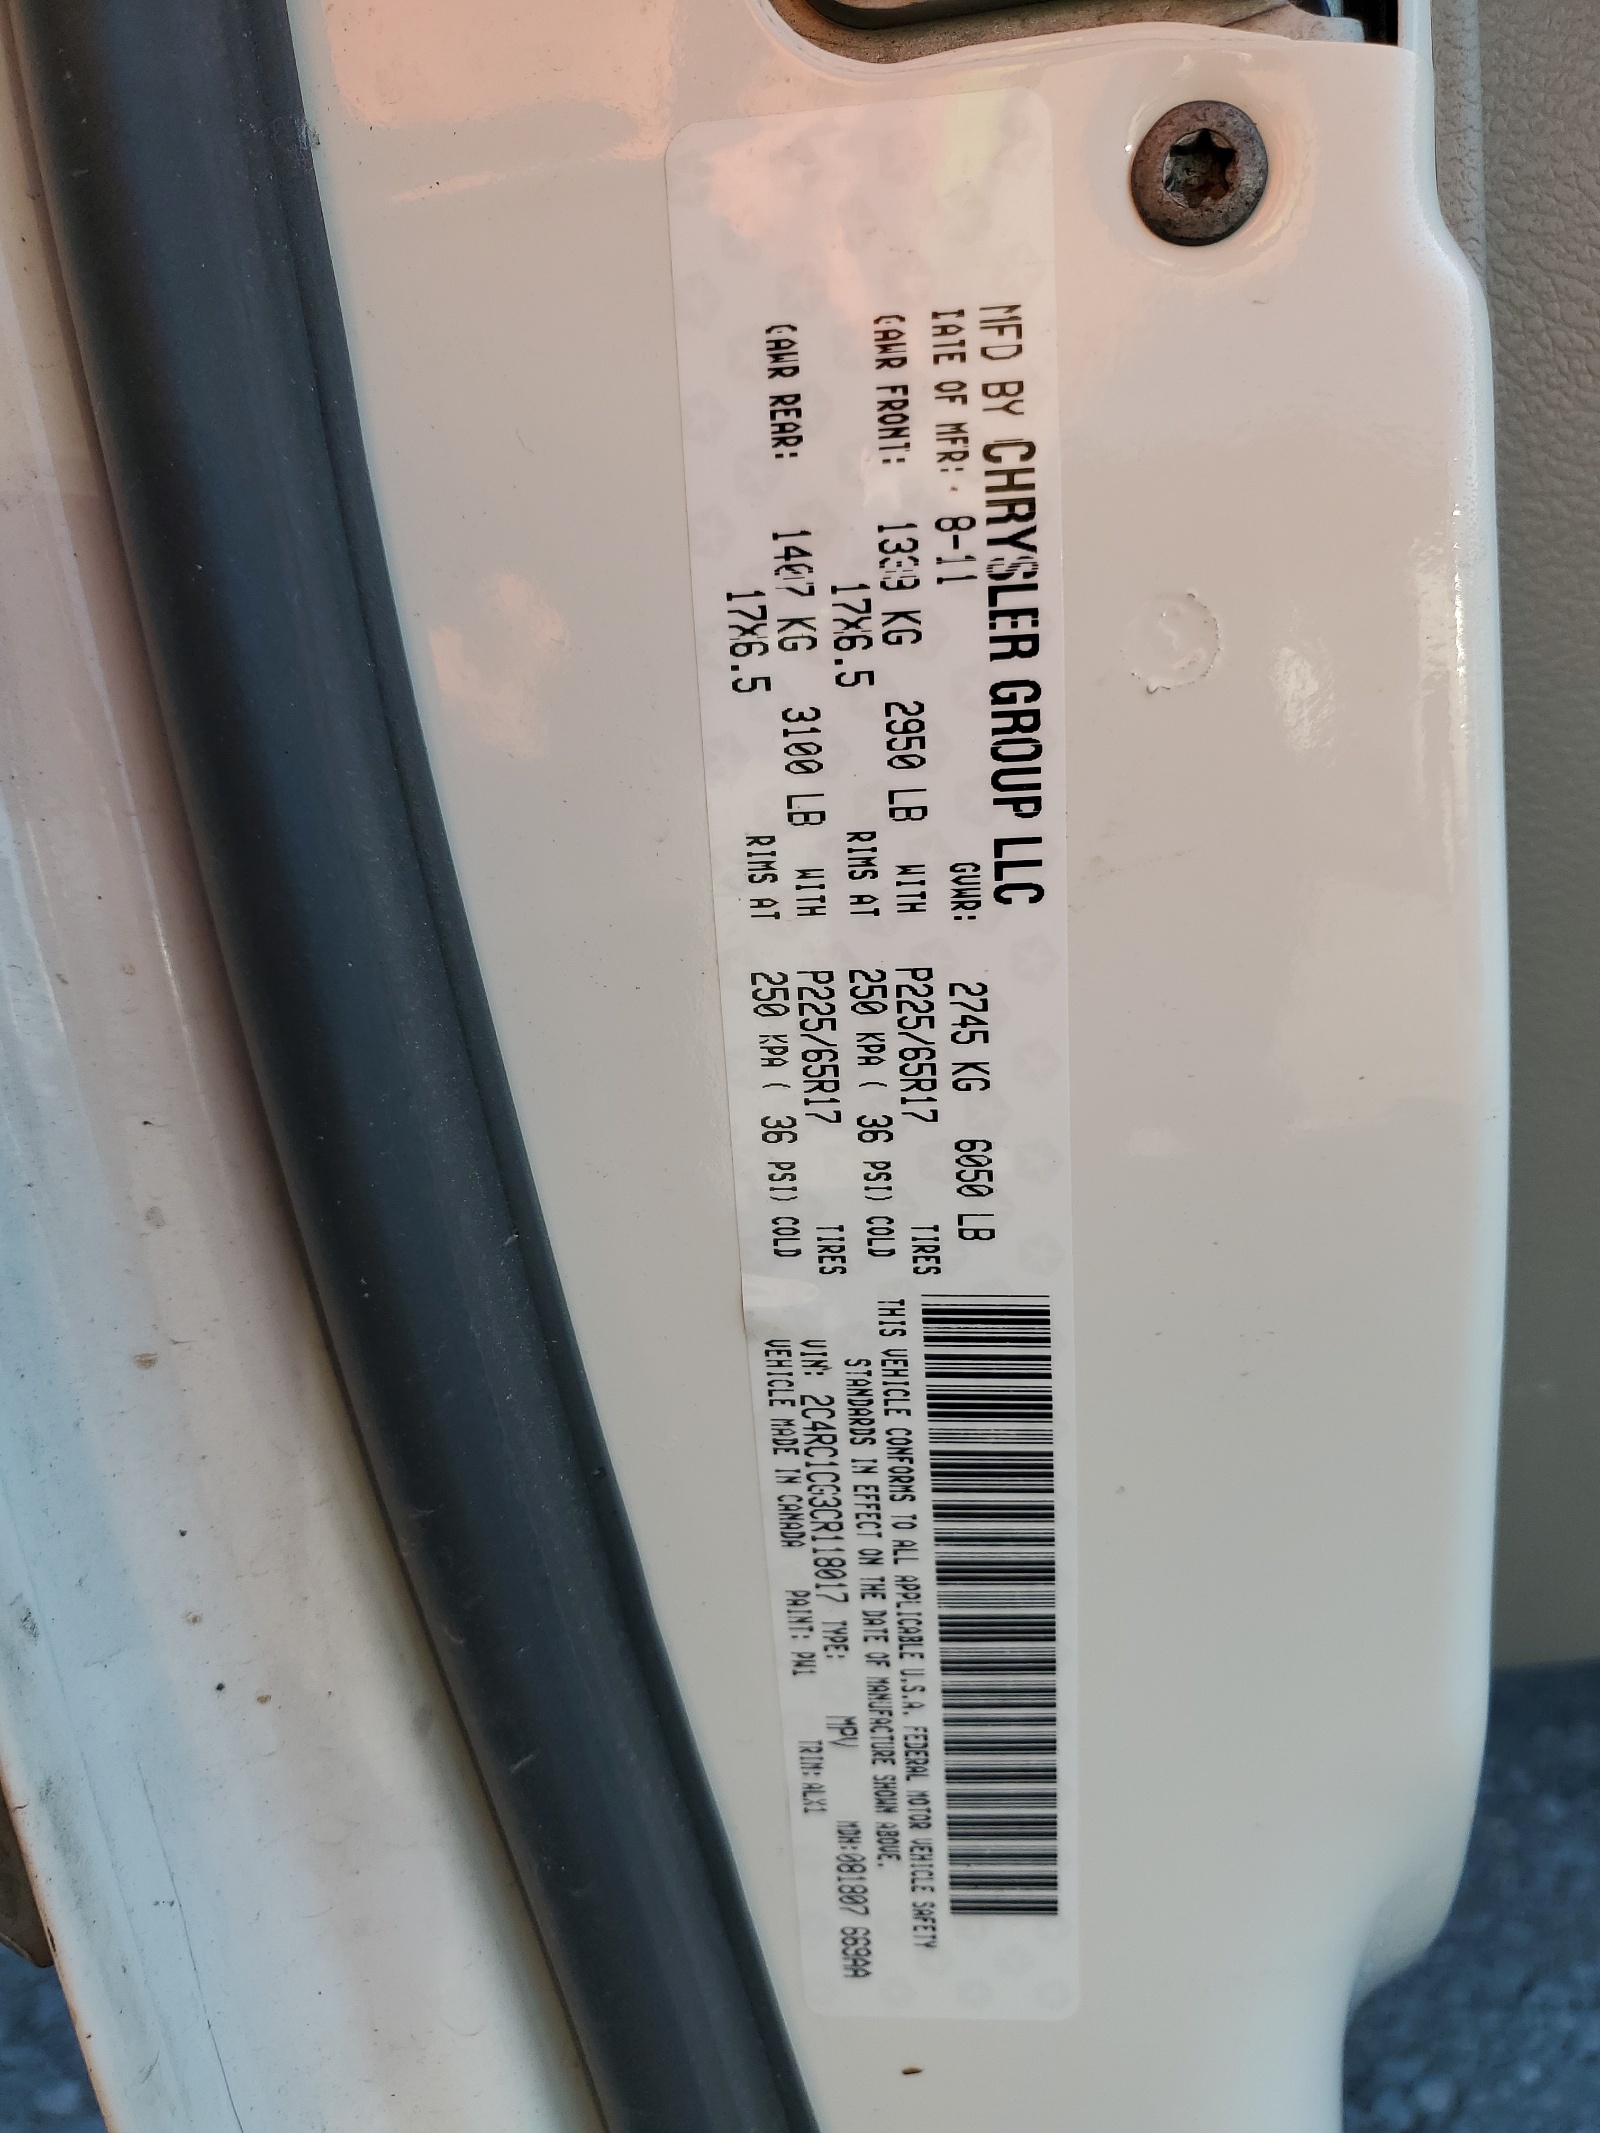 MFD BY CHRYSLER GROUP LLC
DATE OF MFR: 8-11 GVWR: 2745 KG 6050 LB
GAWR FRONT: 1339 KG 2950 LB WITH P225/65R17 TIRES
17X6.5 RIMS AT 250 KPA ( 36 PSI) COLD
GAWR REAR: 1407 KG 3100 LB WITH P225/65R17 TIRES
17X6.5 RIMS AT 250 KPA ( 36 PSI) COLD
THIS VEHICLE CONFORMS TO ALL APPLICABLE U.S.A. FEDERAL MOTOR VEHICLE SAFETY
STANDARDS IN EFFECT ON THE DATE OF MANUFACTURE SHOWN ABOVE.
VIN: 2C4RC1CG3CR118017 TYPE: MPV MDH:081807 669AA
VEHICLE MADE IN CANADA PAINT: PW1 TRIM:ALX1